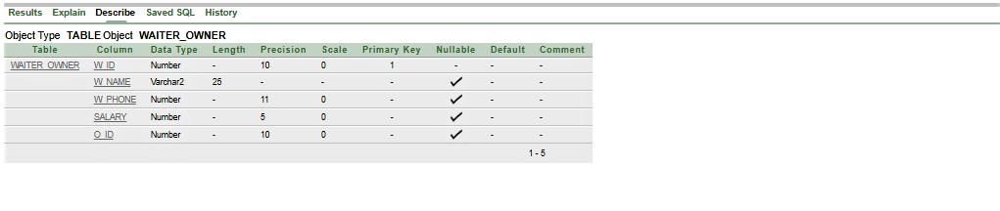 Results Explain Describe Saved SQL History
Object Type TABLE Object WAITER_OWNER
Table Column Data Type Length Precision Scale Primary Key Nullable Default Comment
WAITER_OWNER W_ID Number - 10 0 1 - - -
W_NAME Varchar2 25 - - - ✓ - -
W_PHONE Number - 11 0 - ✓ - -
SALARY Number - 5 0 - ✓ - -
O_ID Number - 10 0 - ✓ - -
1 - 5